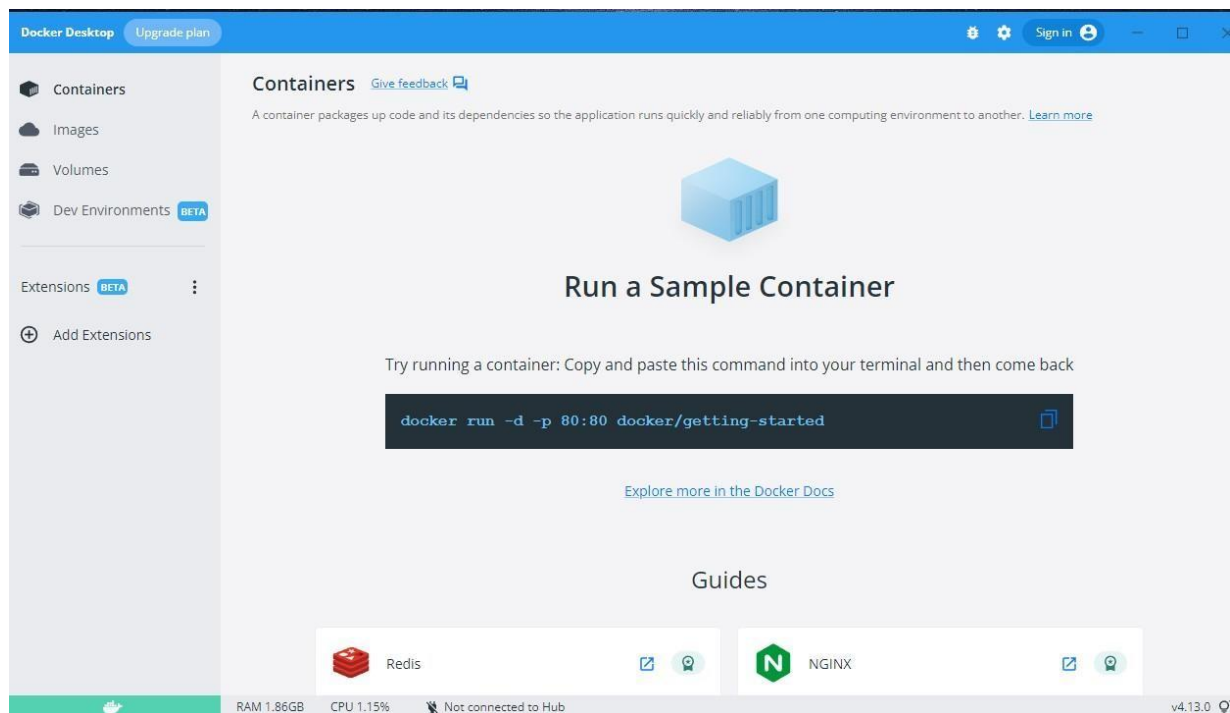 Docker Desktop Upgrade plan Sign in
Containers
Images
Volumes
Dev Environments BETA
Extensions BETA
Add Extensions
Containers Give feedback
A container packages up code and its dependencies so the application runs quickly and reliably from one computing environment to another. Learn more
Run a Sample Container
Try running a container: Copy and paste this command into your terminal and then come back
docker run -d -p 80:80 docker/getting-started
Explore more in the Docker Docs
Guides
Redis
NGINX
RAM 1.86GB CPU 1.15% Not connected to Hub v4.13.0